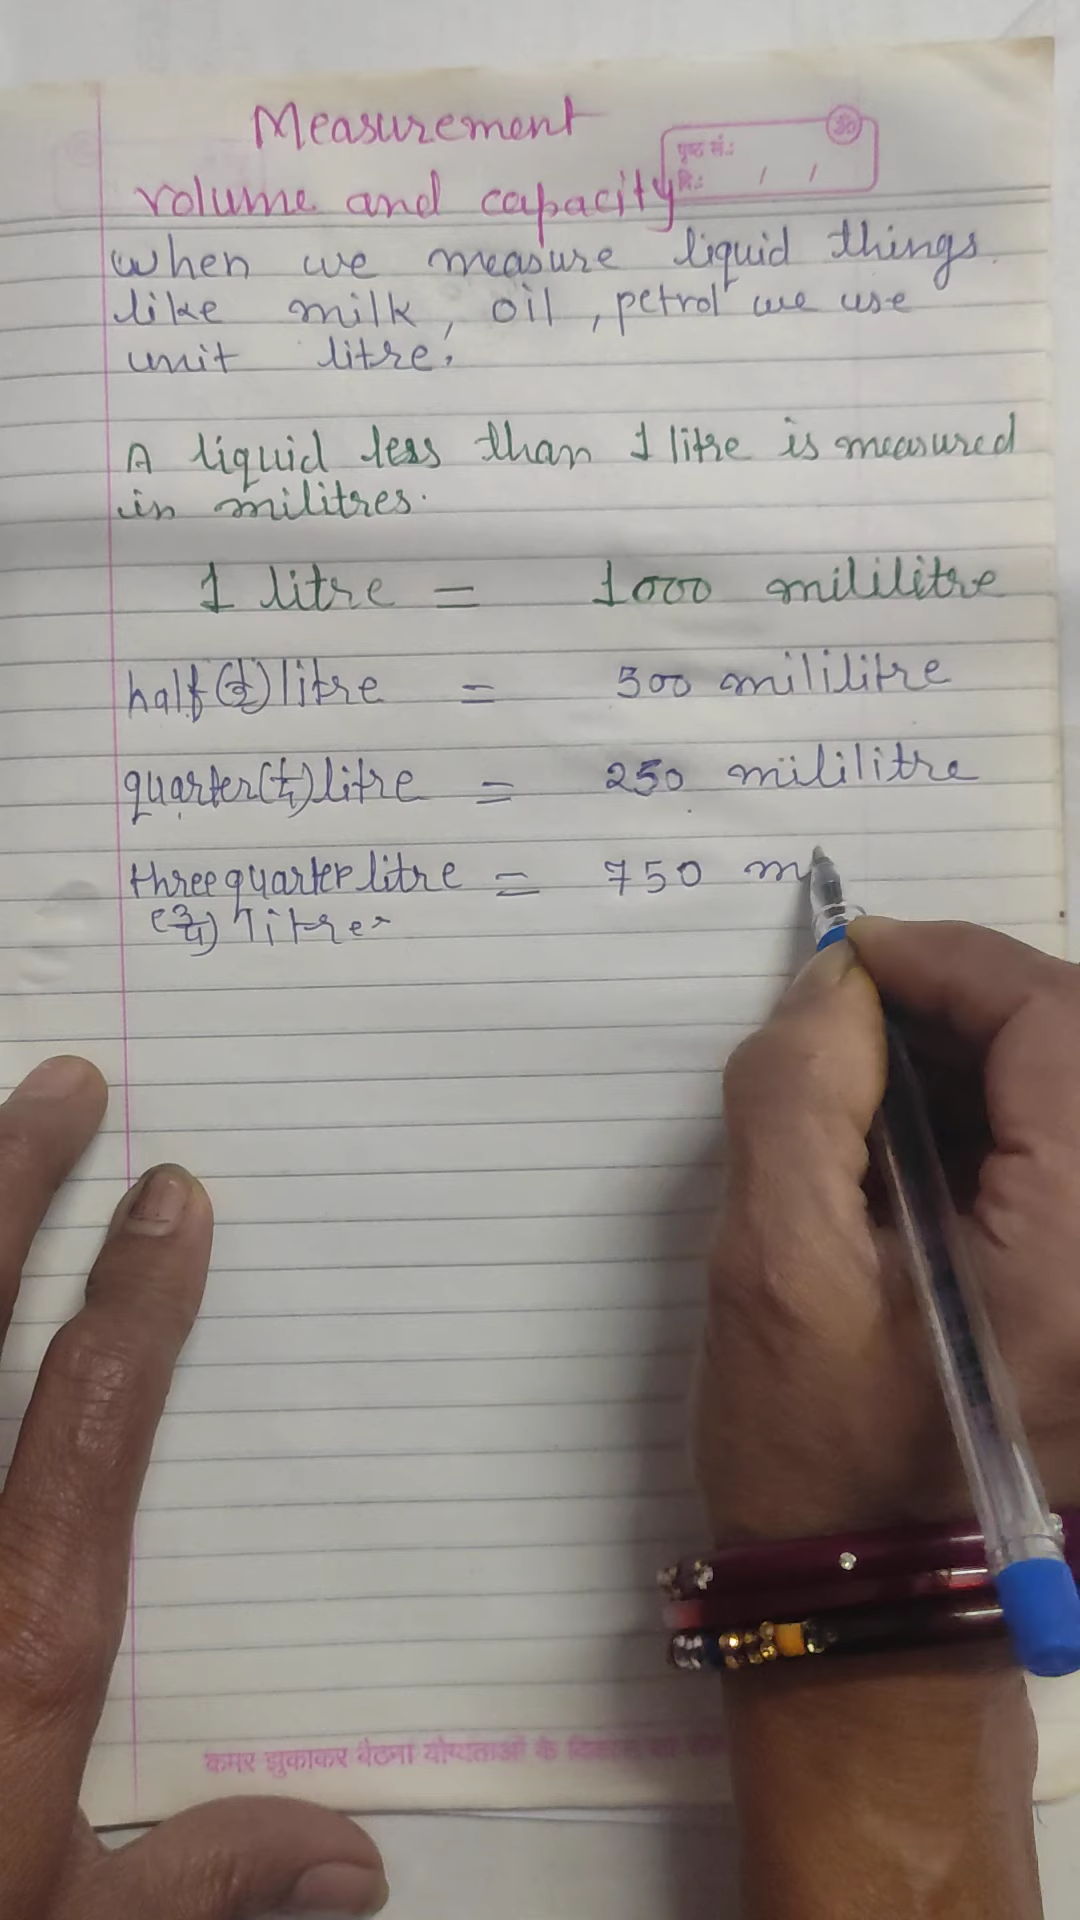 Measurement
पृष्ठ सं.:
volume and capacity
दि.: / /
when we measure liquid things
like milk, oil, petrol we use
unit litre.
A liquid less than 1 litre is measured
in militres.
1 litre = 1000 mililitre
half (1/2) litre = 500 mililitre
quarter (1/4) litre = 250 mililitre
threequarter litre = 750 m
(3/4) litre
कमर झुकाकर बैठना योग्यताओं के